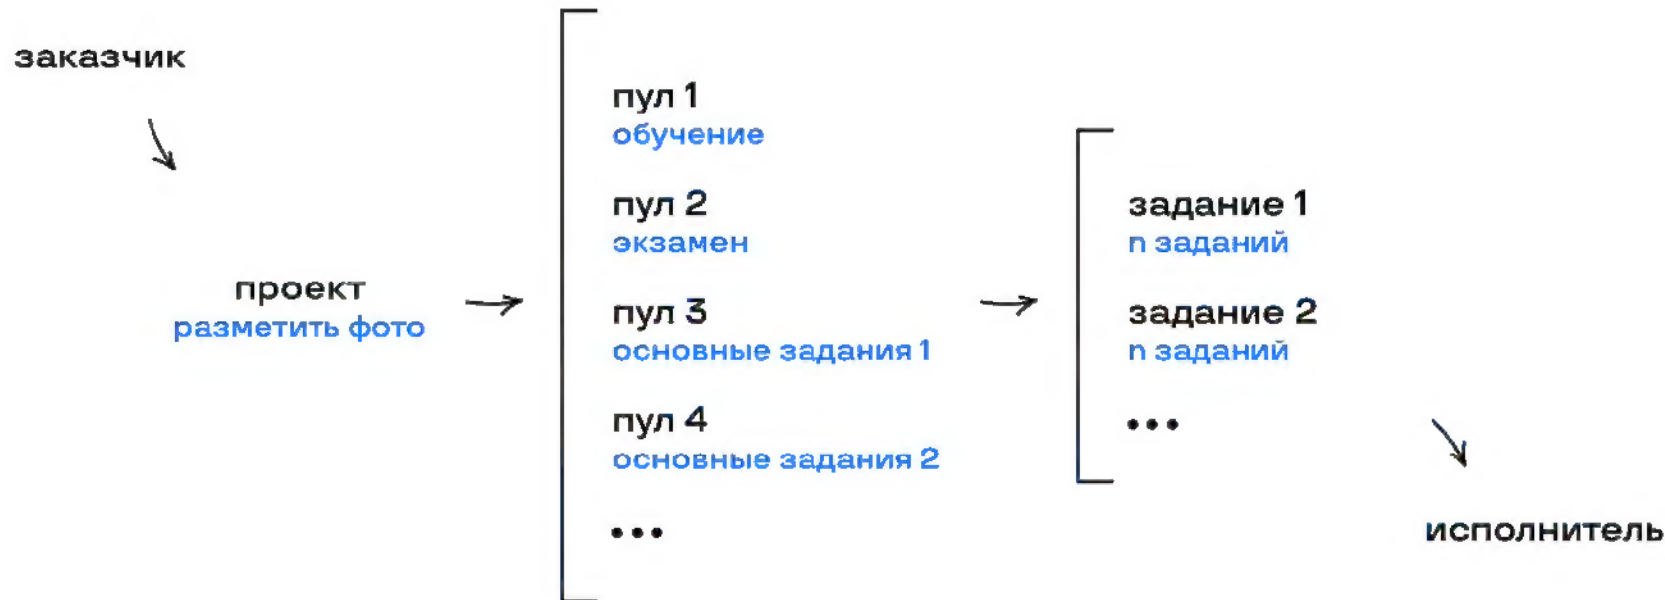 заказчик
проект
разметить фото
пул 1
обучение
пул 2
экзамен
пул 3
основные задания 1
пул 4
основные задания 2
•••
задание 1
n заданий
задание 2
n заданий
•••
исполнитель